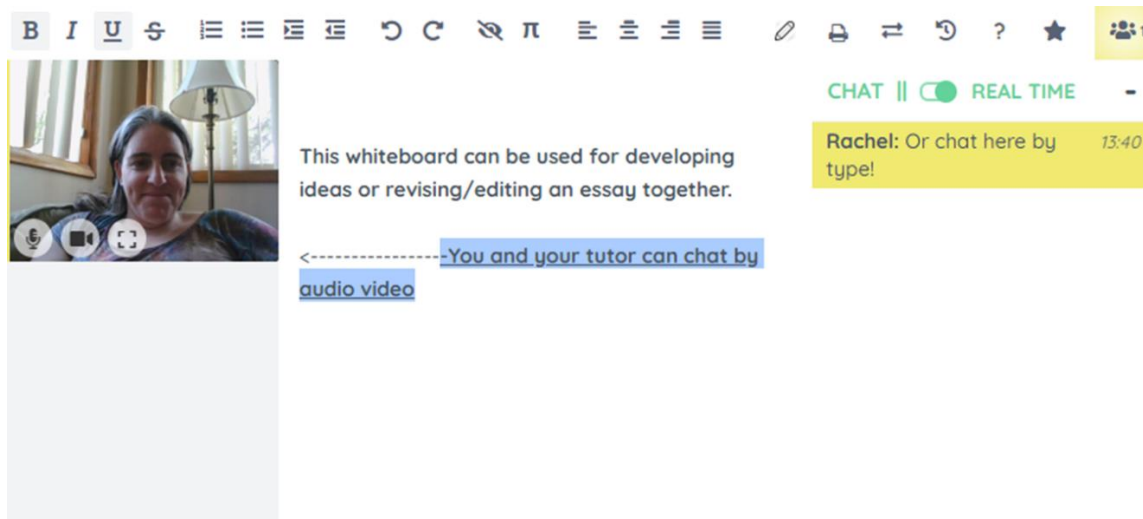 B I U S π ?
CHAT || REAL TIME -
Rachel: Or chat here by 13:40
type!
This whiteboard can be used for developing
ideas or revising/editing an essay together.
<-----------------You and your tutor can chat by
audio video